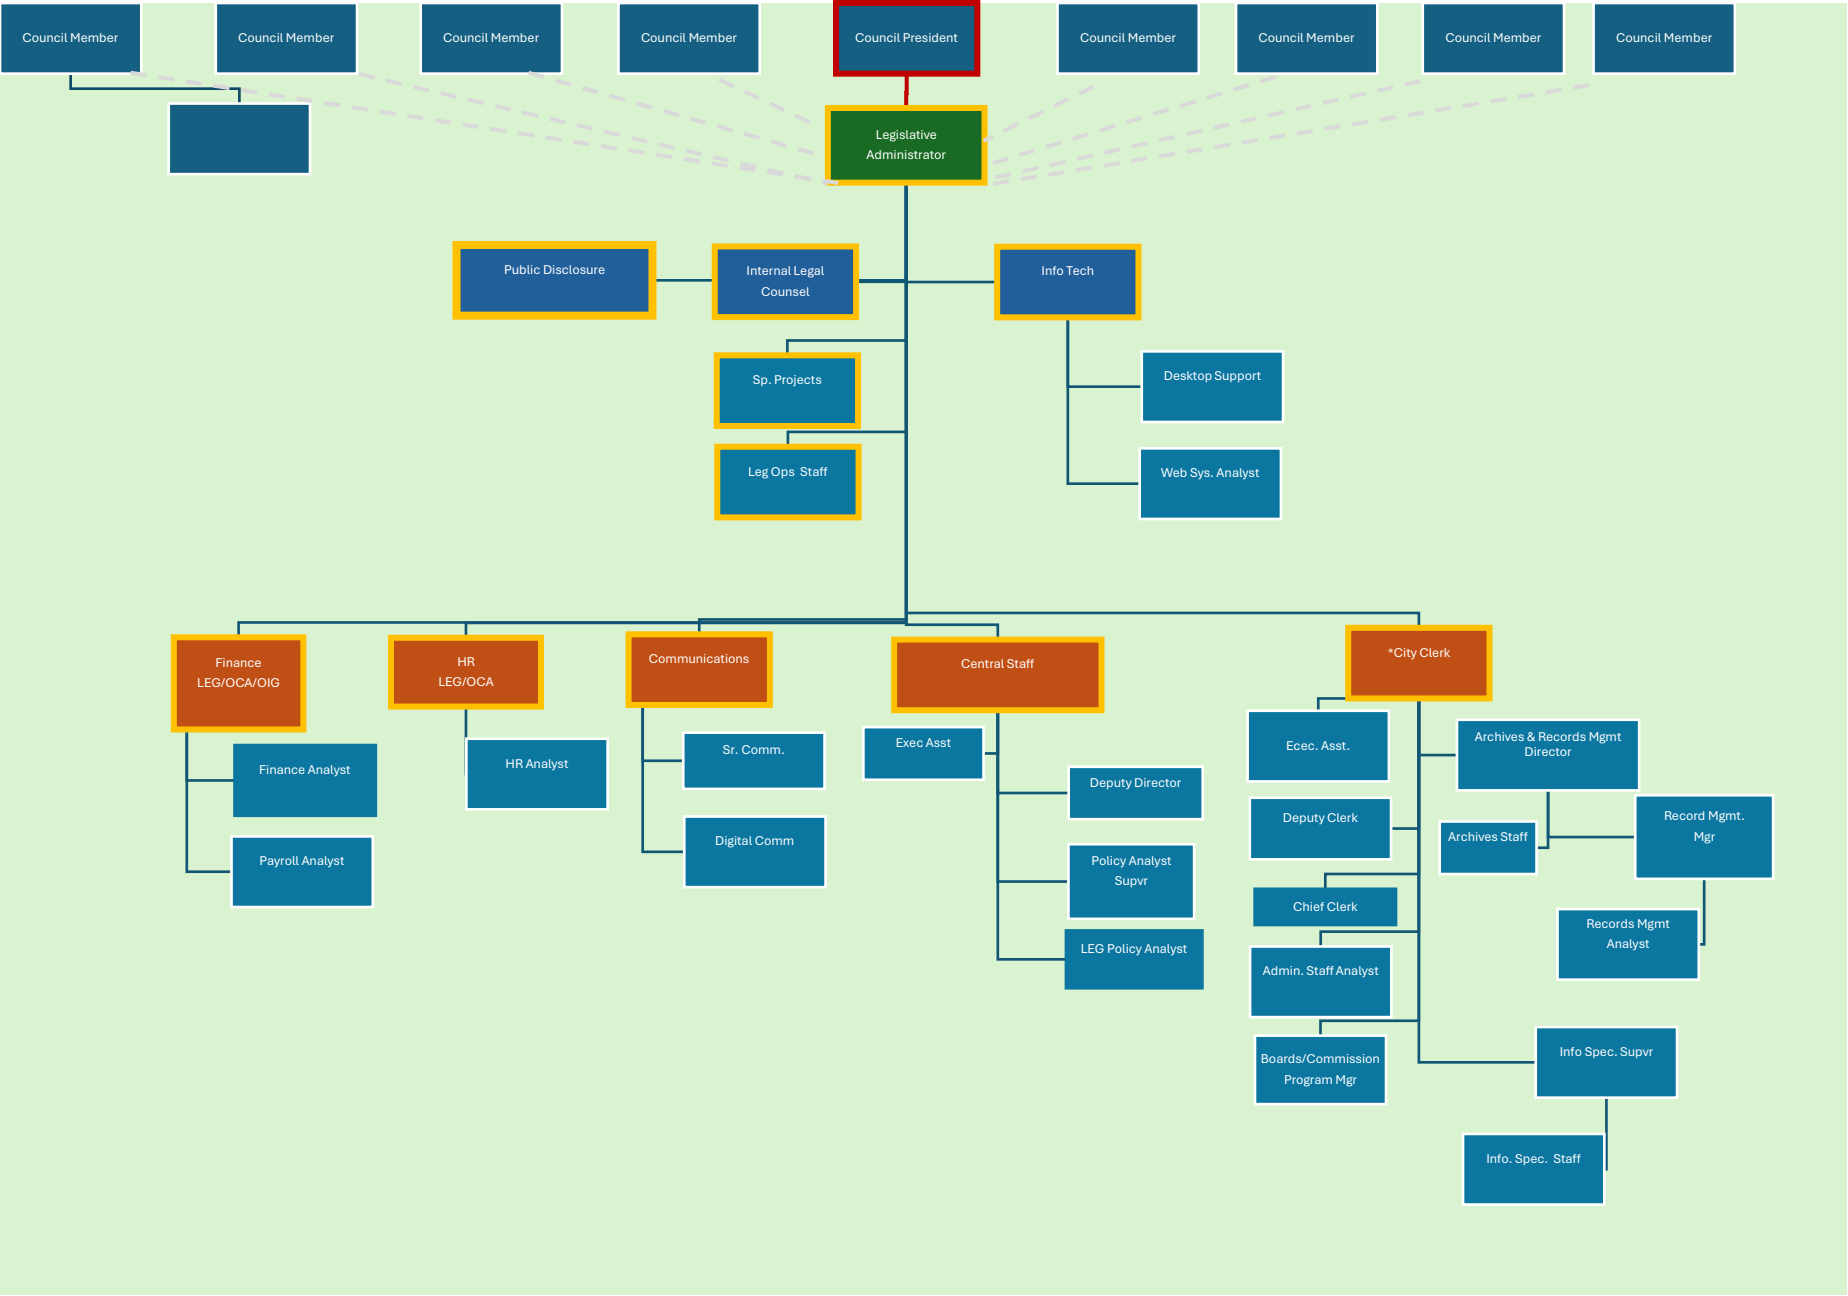 Council Member
Council Member
Council Member
Council Member
Council President
Council Member
Council Member
Council Member
Council Member
Legislative
Administrator
Public Disclosure
Internal Legal
Counsel
Info Tech
Sp. Projects
Desktop Support
Leg Ops  Staff
Web Sys. Analyst
Finance
LEG/OCA/OIG
HR
LEG/OCA
Communications
Central Staff
*City Clerk
Finance Analyst
Payroll Analyst
HR Analyst
Sr. Comm.
Digital Comm
Exec Asst
Deputy Director
Policy Analyst
Supvr
LEG Policy Analyst
Ecec. Asst.
Deputy Clerk
Chief Clerk
Admin. Staff Analyst
Boards/Commission
Program Mgr
Archives & Records Mgmt
Director
Archives Staff
Record Mgmt.
Mgr
Records Mgmt
Analyst
Info Spec. Supvr
Info. Spec.  Staff